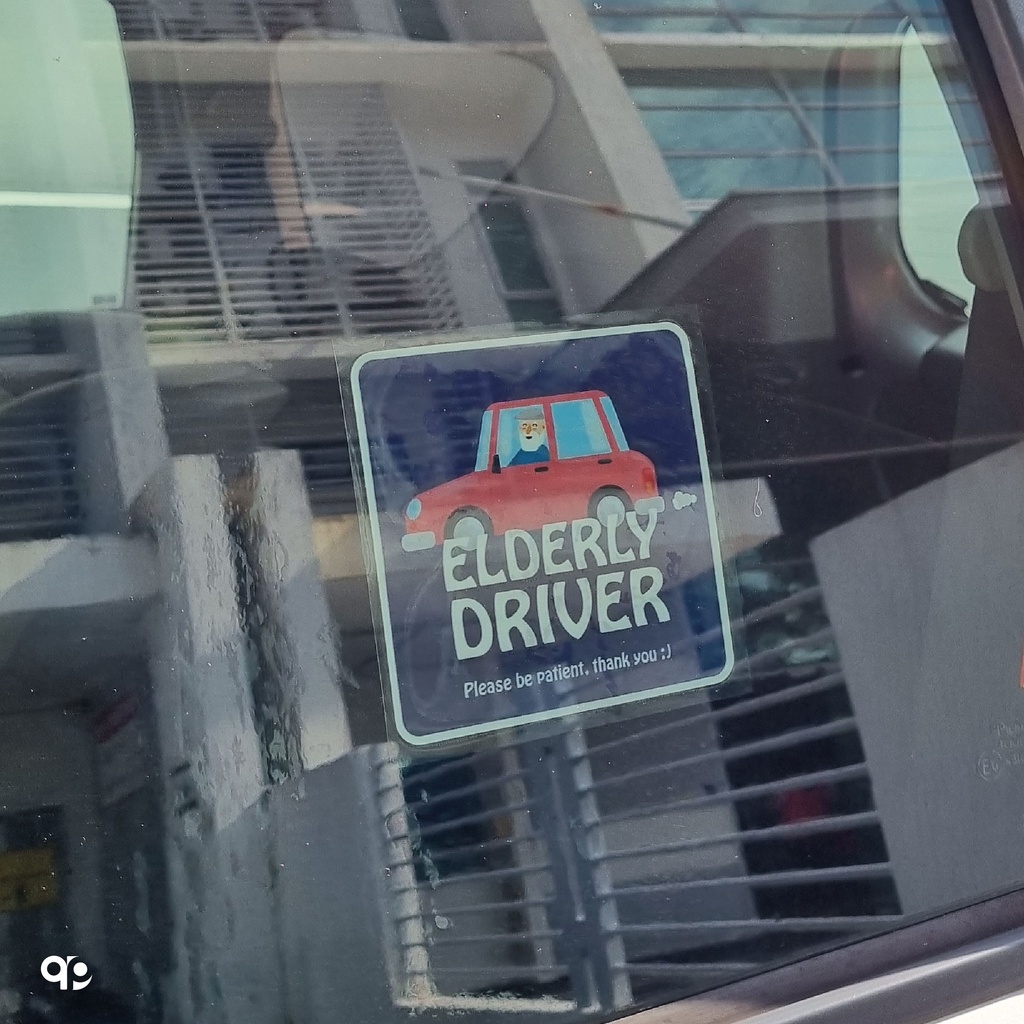 ELDERLY
DRIVER
Please be patient, thank you :)